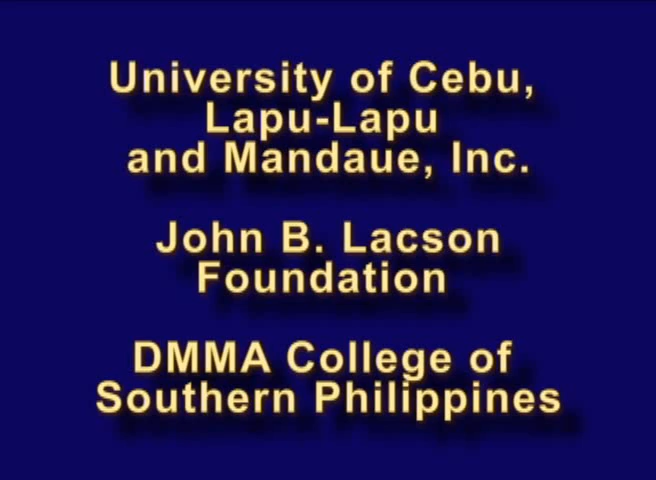 University of Cebu,
Lapu-Lapu
and Mandaue, Inc.
John B. Lacson
Foundation
DMMA College of
Southern Philippines